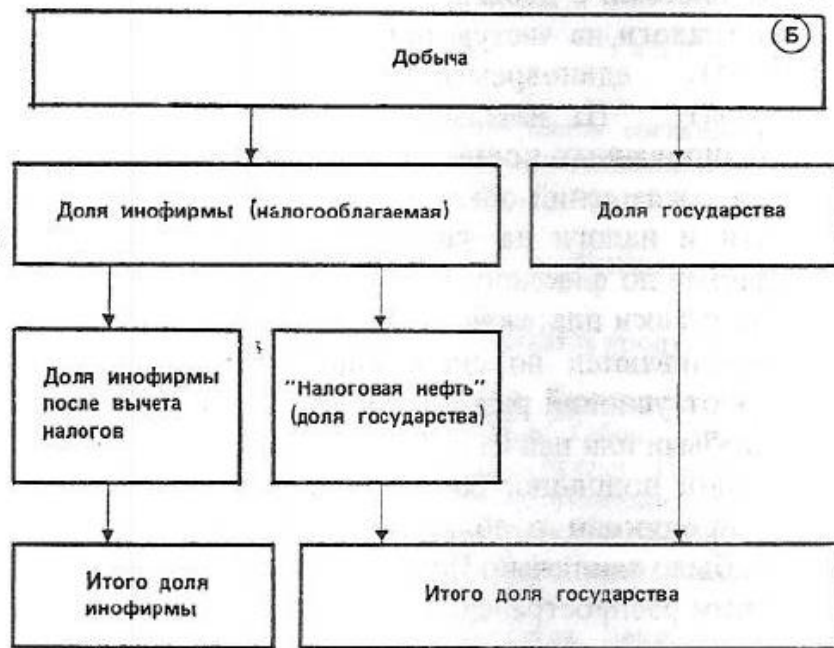 Б
Добыча
Доля инофирмы (налогооблагаемая)
Доля государства
Доля инофирмы
после вычета
налогов
"Налоговая нефть"
(доля государства)
Итого доля
инофирмы
Итого доля государства